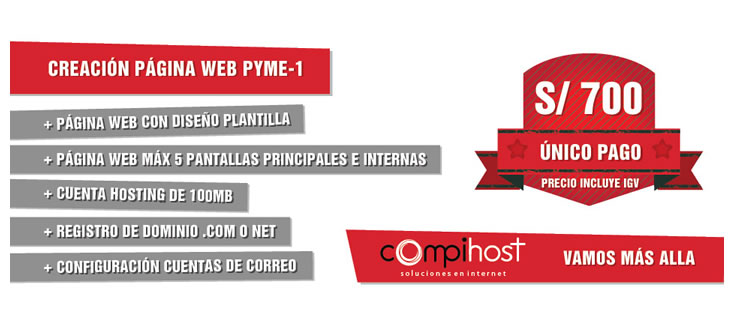 CREACIÓN PÁGINA WEB PYME-1
+ PÁGINA WEB CON DISEÑO PLANTILLA
+ PÁGINA WEB MÁX 5 PANTALLAS PRINCIPALES E INTERNAS
+ CUENTA HOSTING DE 100MB
+ REGISTRO DE DOMINIO .COM O NET
+ CONFIGURACIÓN CUENTAS DE CORREO
S/ 700
ÚNICO PAGO
PRECIO INCLUYE IGV
compihost
soluciones en internet
VAMOS MÁS ALLA